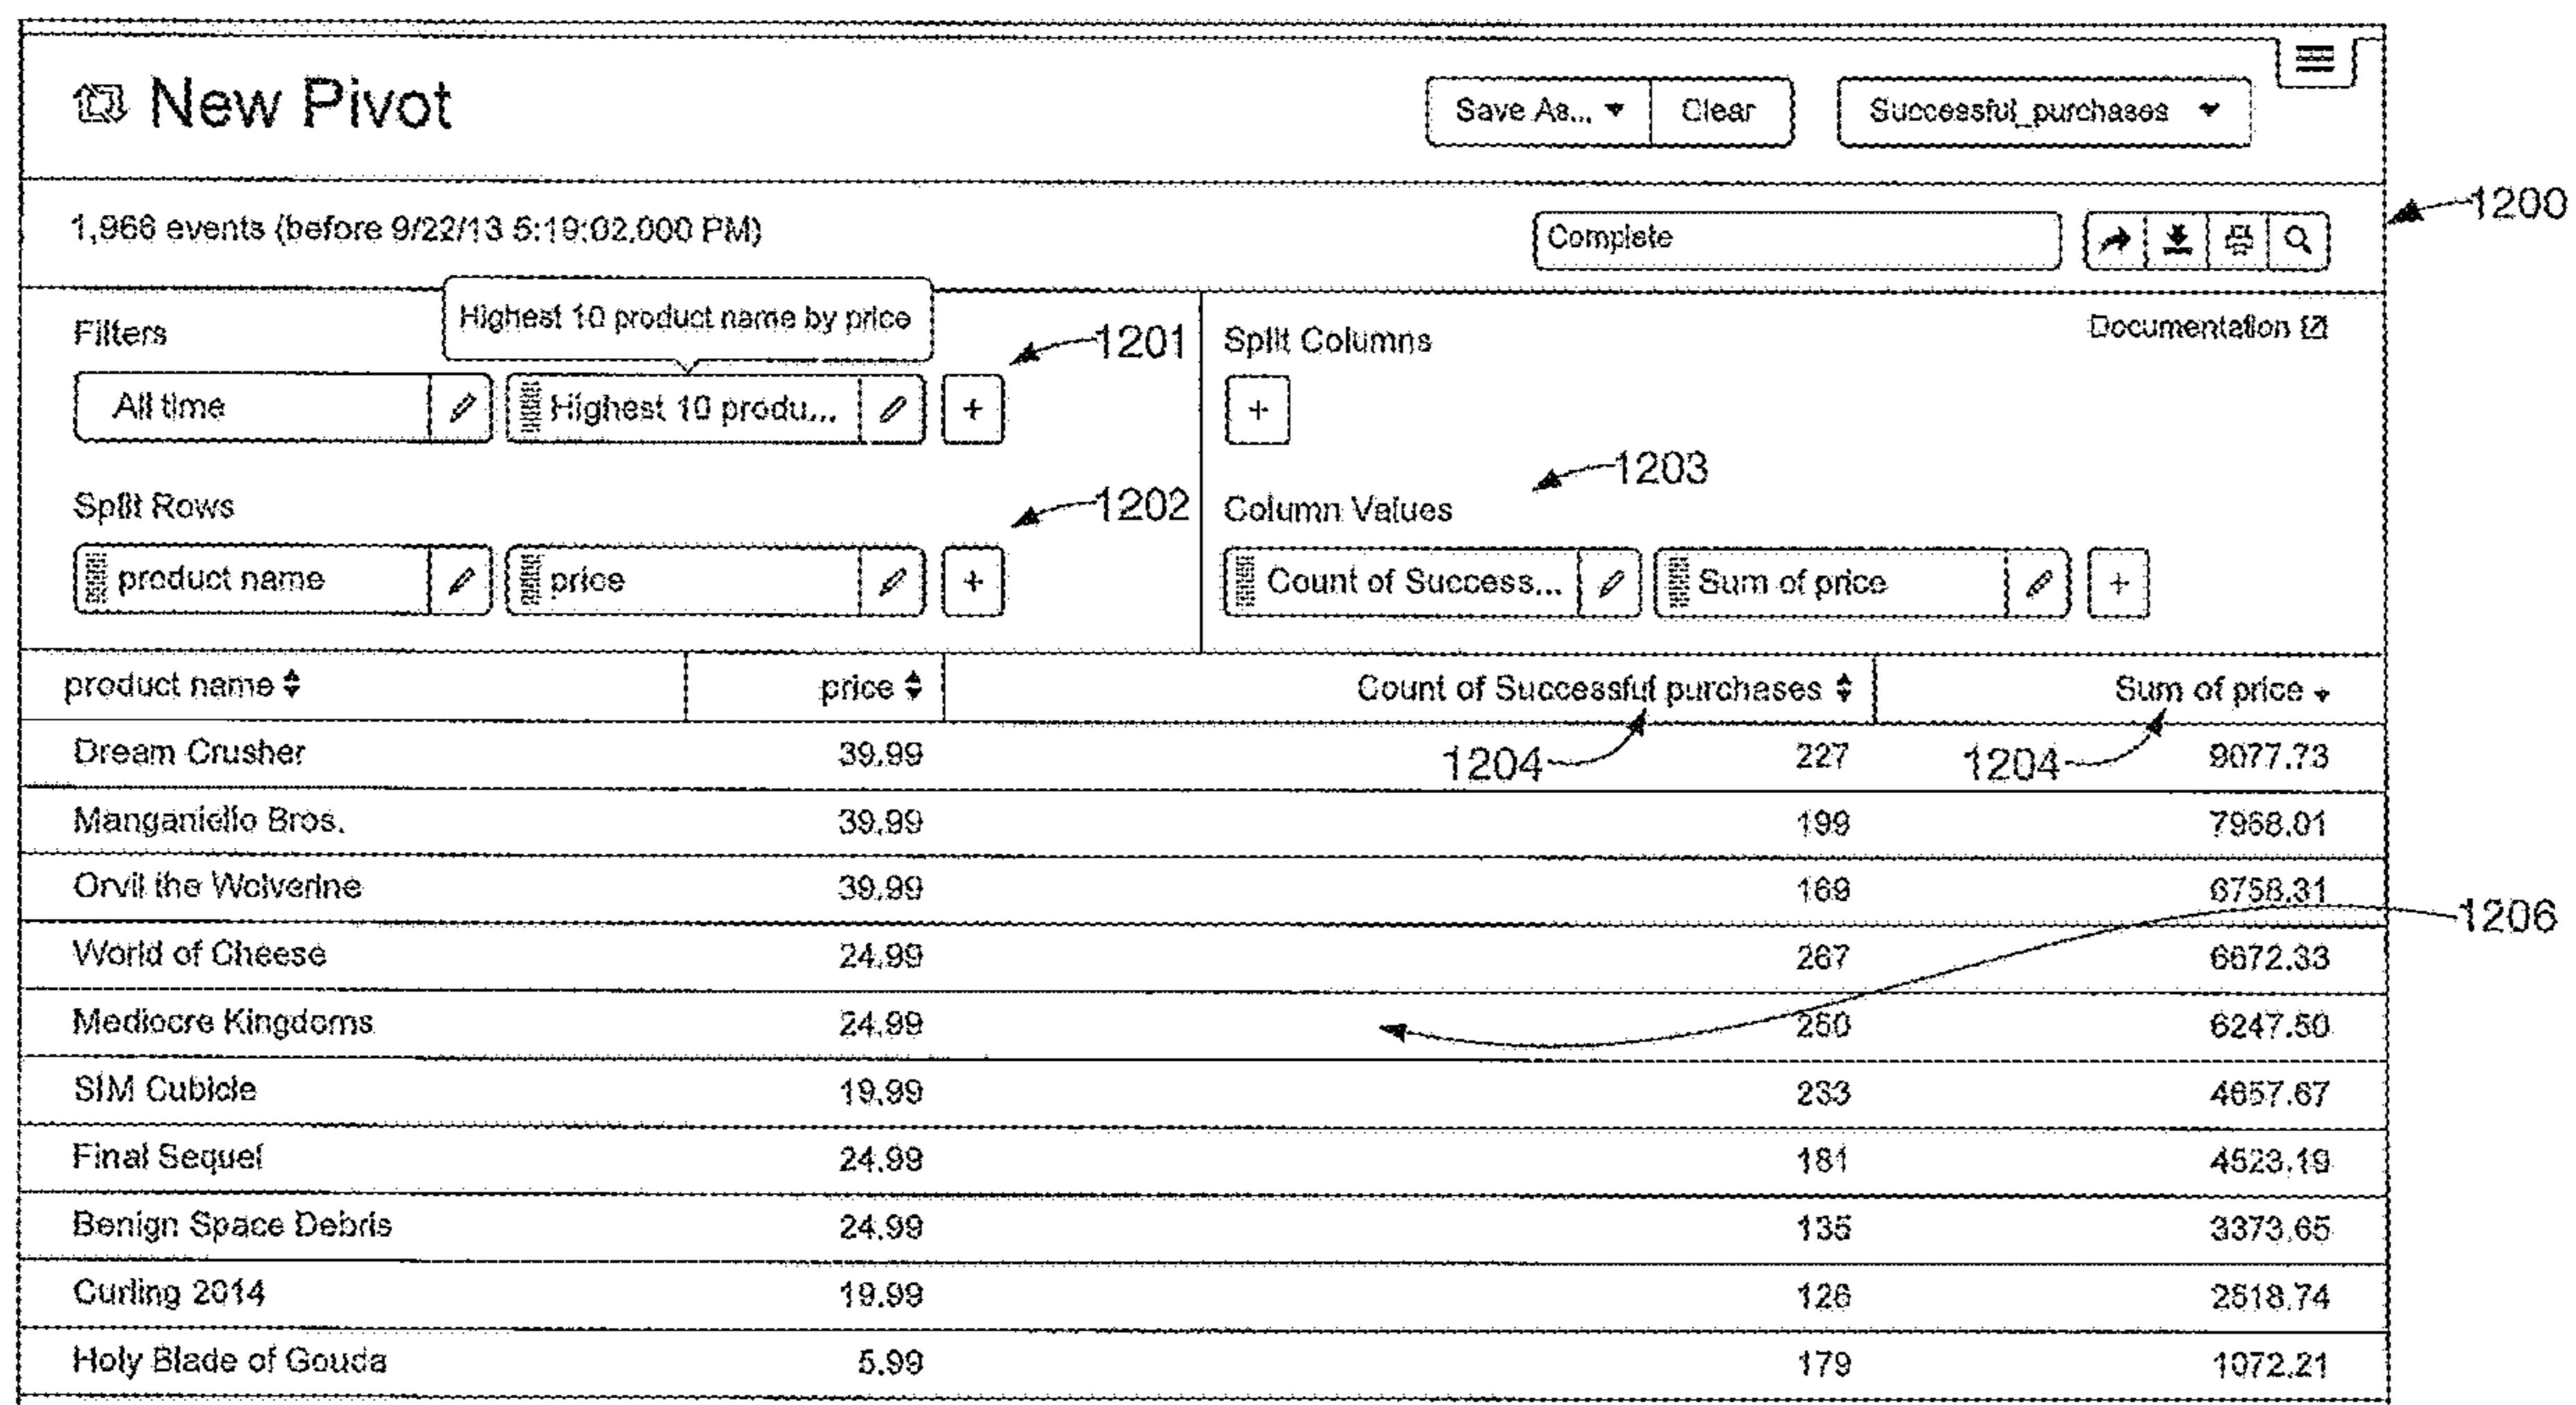 New Pivot
Save As... Clear Successful_purchases
1,966 events (before 9/22/13 5:19:02.000 PM)
Complete
1200
Highest 10 product name by price
Filters
1201
Split Columns
Documentation
All time
Highest 10 produ...
+
+
Split Rows
1202
1203
Column Values
product name
price
+
Count of Success...
Sum of price
+
product name price Count of Successful purchases Sum of price
1204 1204
Dream Crusher 39.99 227 9077.73
Manganiello Bros. 39.99 199 7958.01
Orvil the Wolverine 39.99 169 6758.31
1206
World of Cheese 24.99 267 6672.33
Mediocre Kingdoms 24.99 250 6247.50
SIM Cubicle 19.99 233 4657.67
Final Sequel 24.99 181 4523.19
Benign Space Debris 24.99 135 3373.65
Curling 2014 19.99 126 2518.74
Holy Blade of Gouda 5.99 179 1072.21